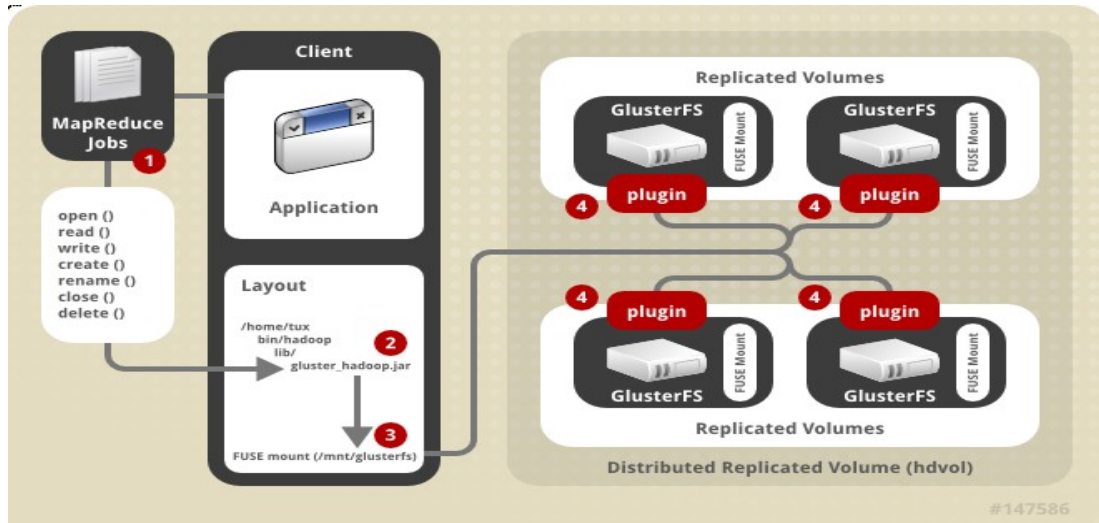 MapReduce
Jobs
1
open ()
read ()
write ()
create ()
rename ()
close ()
delete ()
Client
Application
Layout
/home/tux
bin/hadoop
lib/
gluster_hadoop.jar
2
3
FUSE mount (/mnt/glusterfs)
Replicated Volumes
GlusterFS
FUSE Mount
4
plugin
GlusterFS
FUSE Mount
4
plugin
4
plugin
GlusterFS
FUSE Mount
4
plugin
GlusterFS
FUSE Mount
Replicated Volumes
Distributed Replicated Volume (hdvol)
#147586